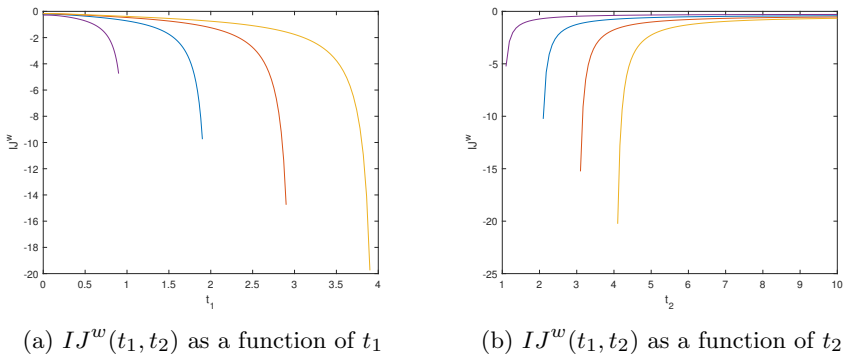 0
-2
-4
-6
-8
-10
-12
-14
-16
-18
-20
IJ^w
0 0.5 1 1.5 2 2.5 3 3.5 4
t_1
0
-5
-10
-15
-20
-25
IJ^w
1 2 3 4 5 6 7 8 9 10
t_2
(a) IJ^w(t_1, t_2) as a function of t_1
(b) IJ^w(t_1, t_2) as a function of t_2